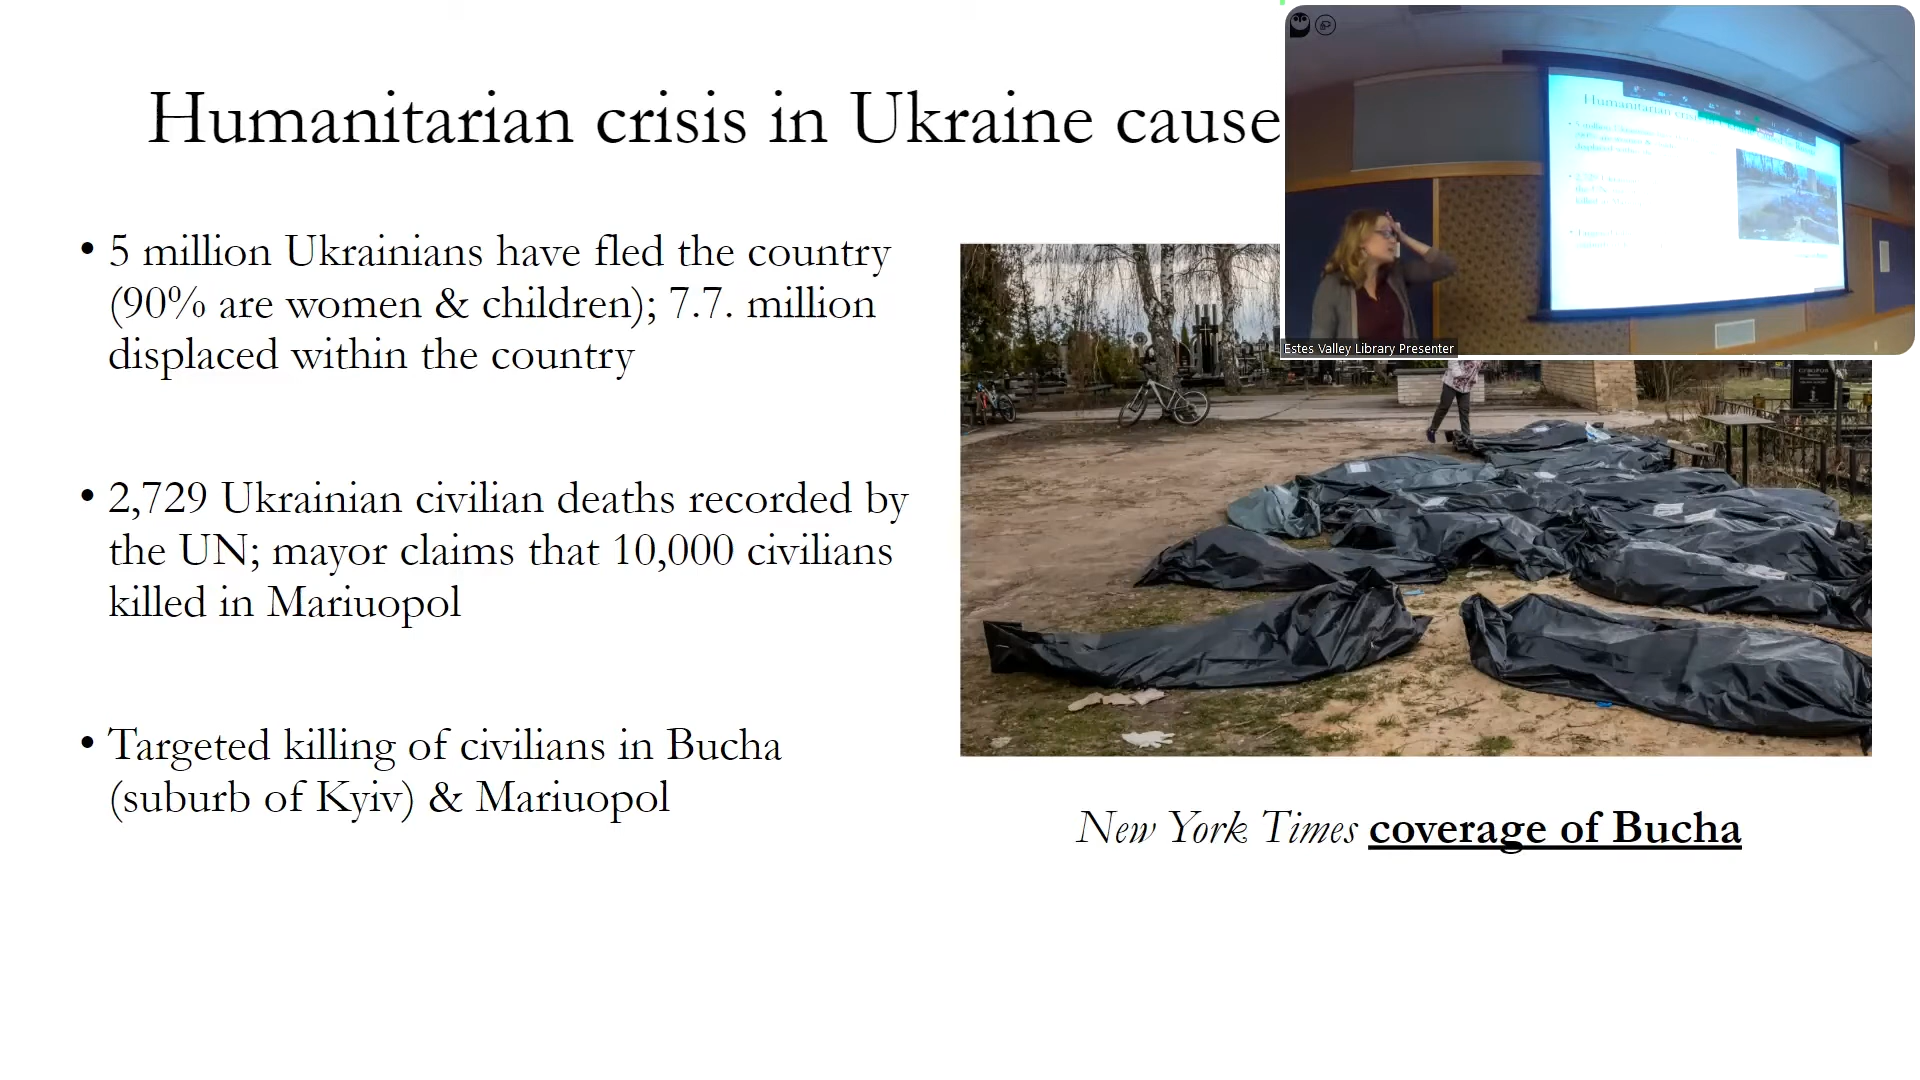 Humanitarian crisis in Ukraine cause
• 5 million Ukrainians have fled the country
(90% are women & children); 7.7. million
displaced within the country
• 2,729 Ukrainian civilian deaths recorded by
the UN; mayor claims that 10,000 civilians
killed in Mariuopol
• Targeted killing of civilians in Bucha
(suburb of Kyiv) & Mariuopol
Estes Valley Library Presenter
New York Times coverage of Bucha